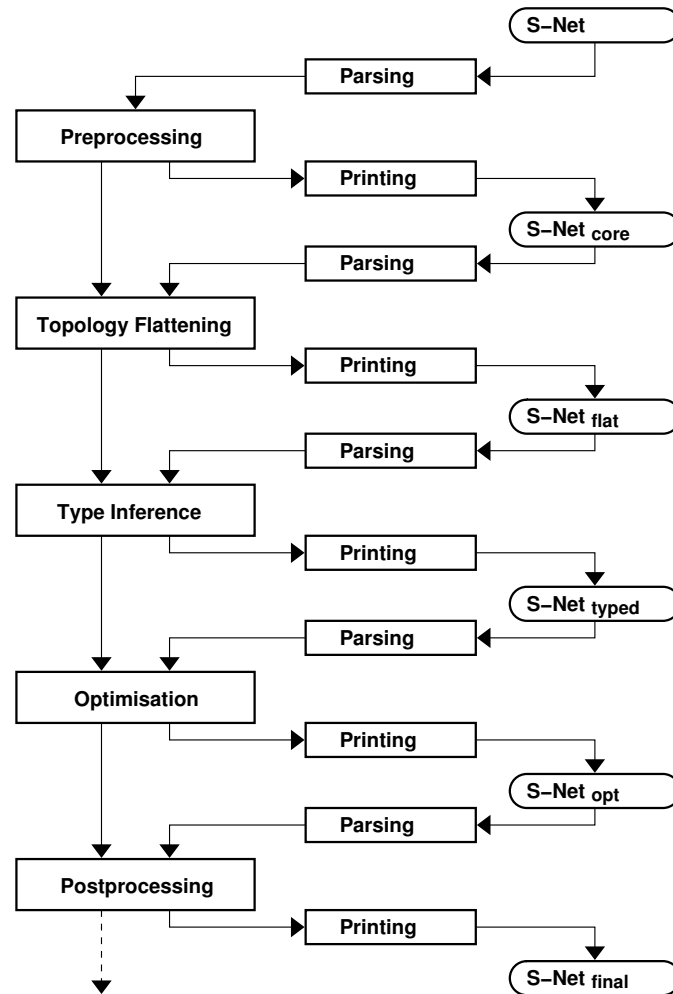 S–Net
Parsing
Preprocessing
Printing
S–Net core
Parsing
Topology Flattening
Printing
S–Net flat
Parsing
Type Inference
Printing
S–Net typed
Parsing
Optimisation
Printing
S–Net opt
Parsing
Postprocessing
Printing
S–Net final